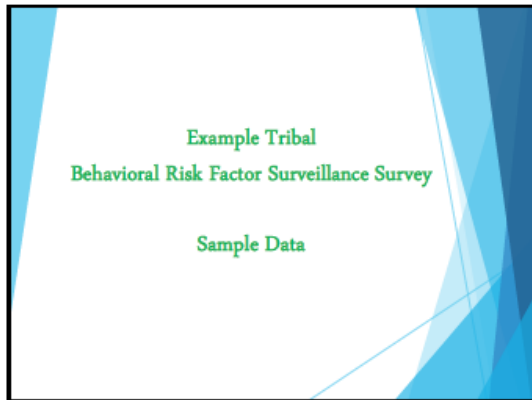 Example Tribal
Behavioral Risk Factor Surveillance Survey
Sample Data